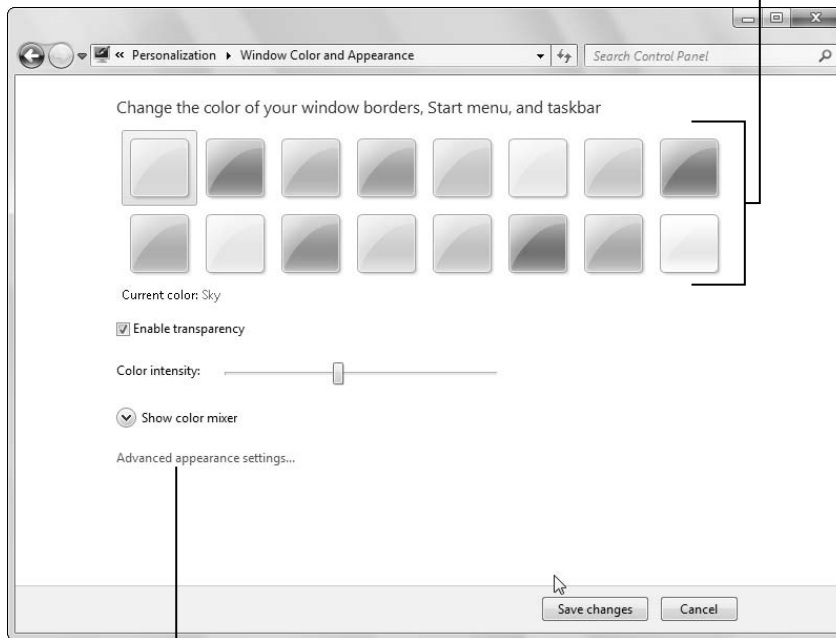 « Personalization ▸ Window Color and Appearance
Search Control Panel
Change the color of your window borders, Start menu, and taskbar
Current color: Sky
Enable transparency
Color intensity:
Show color mixer
Advanced appearance settings...
Save changes
Cancel